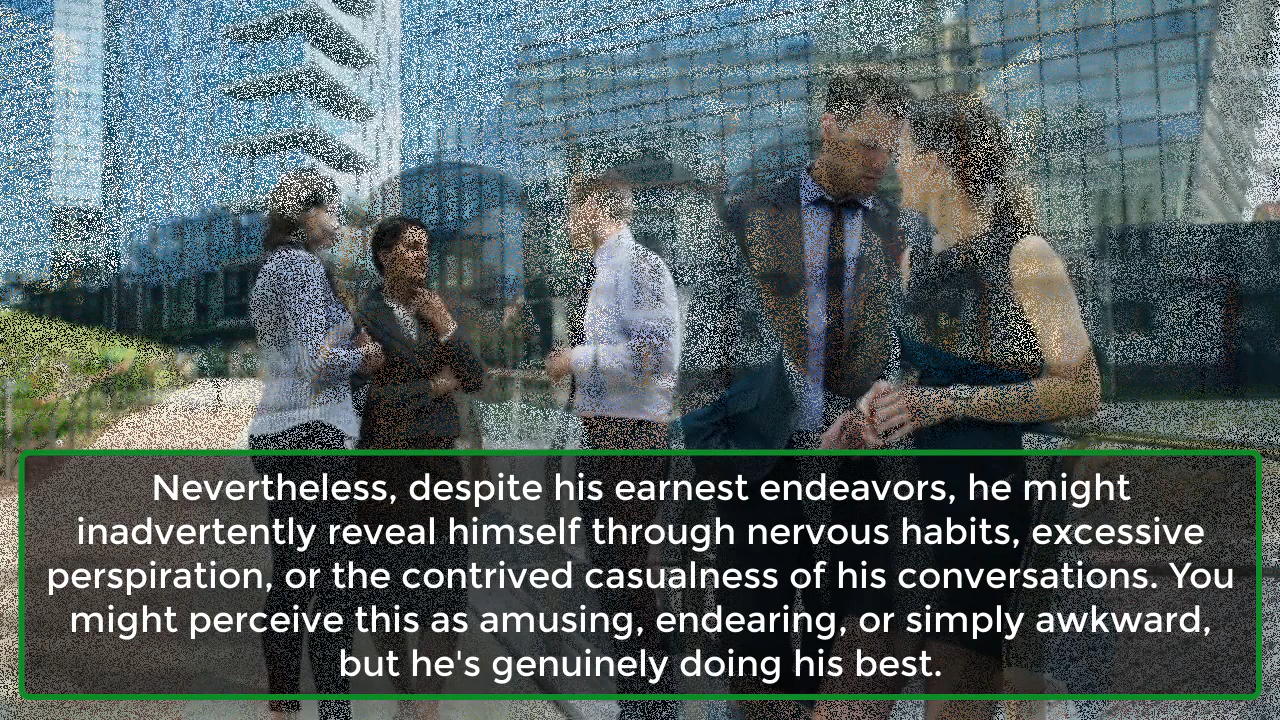 Nevertheless, despite his earnest endeavors, he might
inadvertently reveal himself through nervous habits, excessive
perspiration, or the contrived casualness of his conversations. You
might perceive this as amusing, endearing, or simply awkward,
but he's genuinely doing his best.